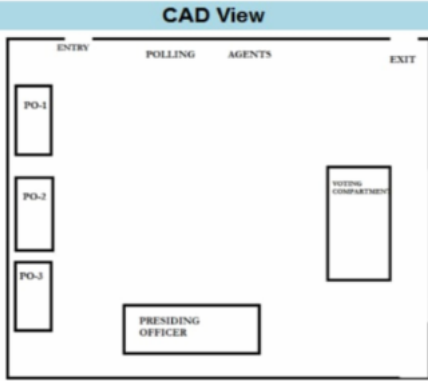 CAD View
ENTRY
POLLING AGENTS
EXIT
PO-1
VOTING
COMPARTMENT
PO-2
PO-3
PRESIDING
OFFICER